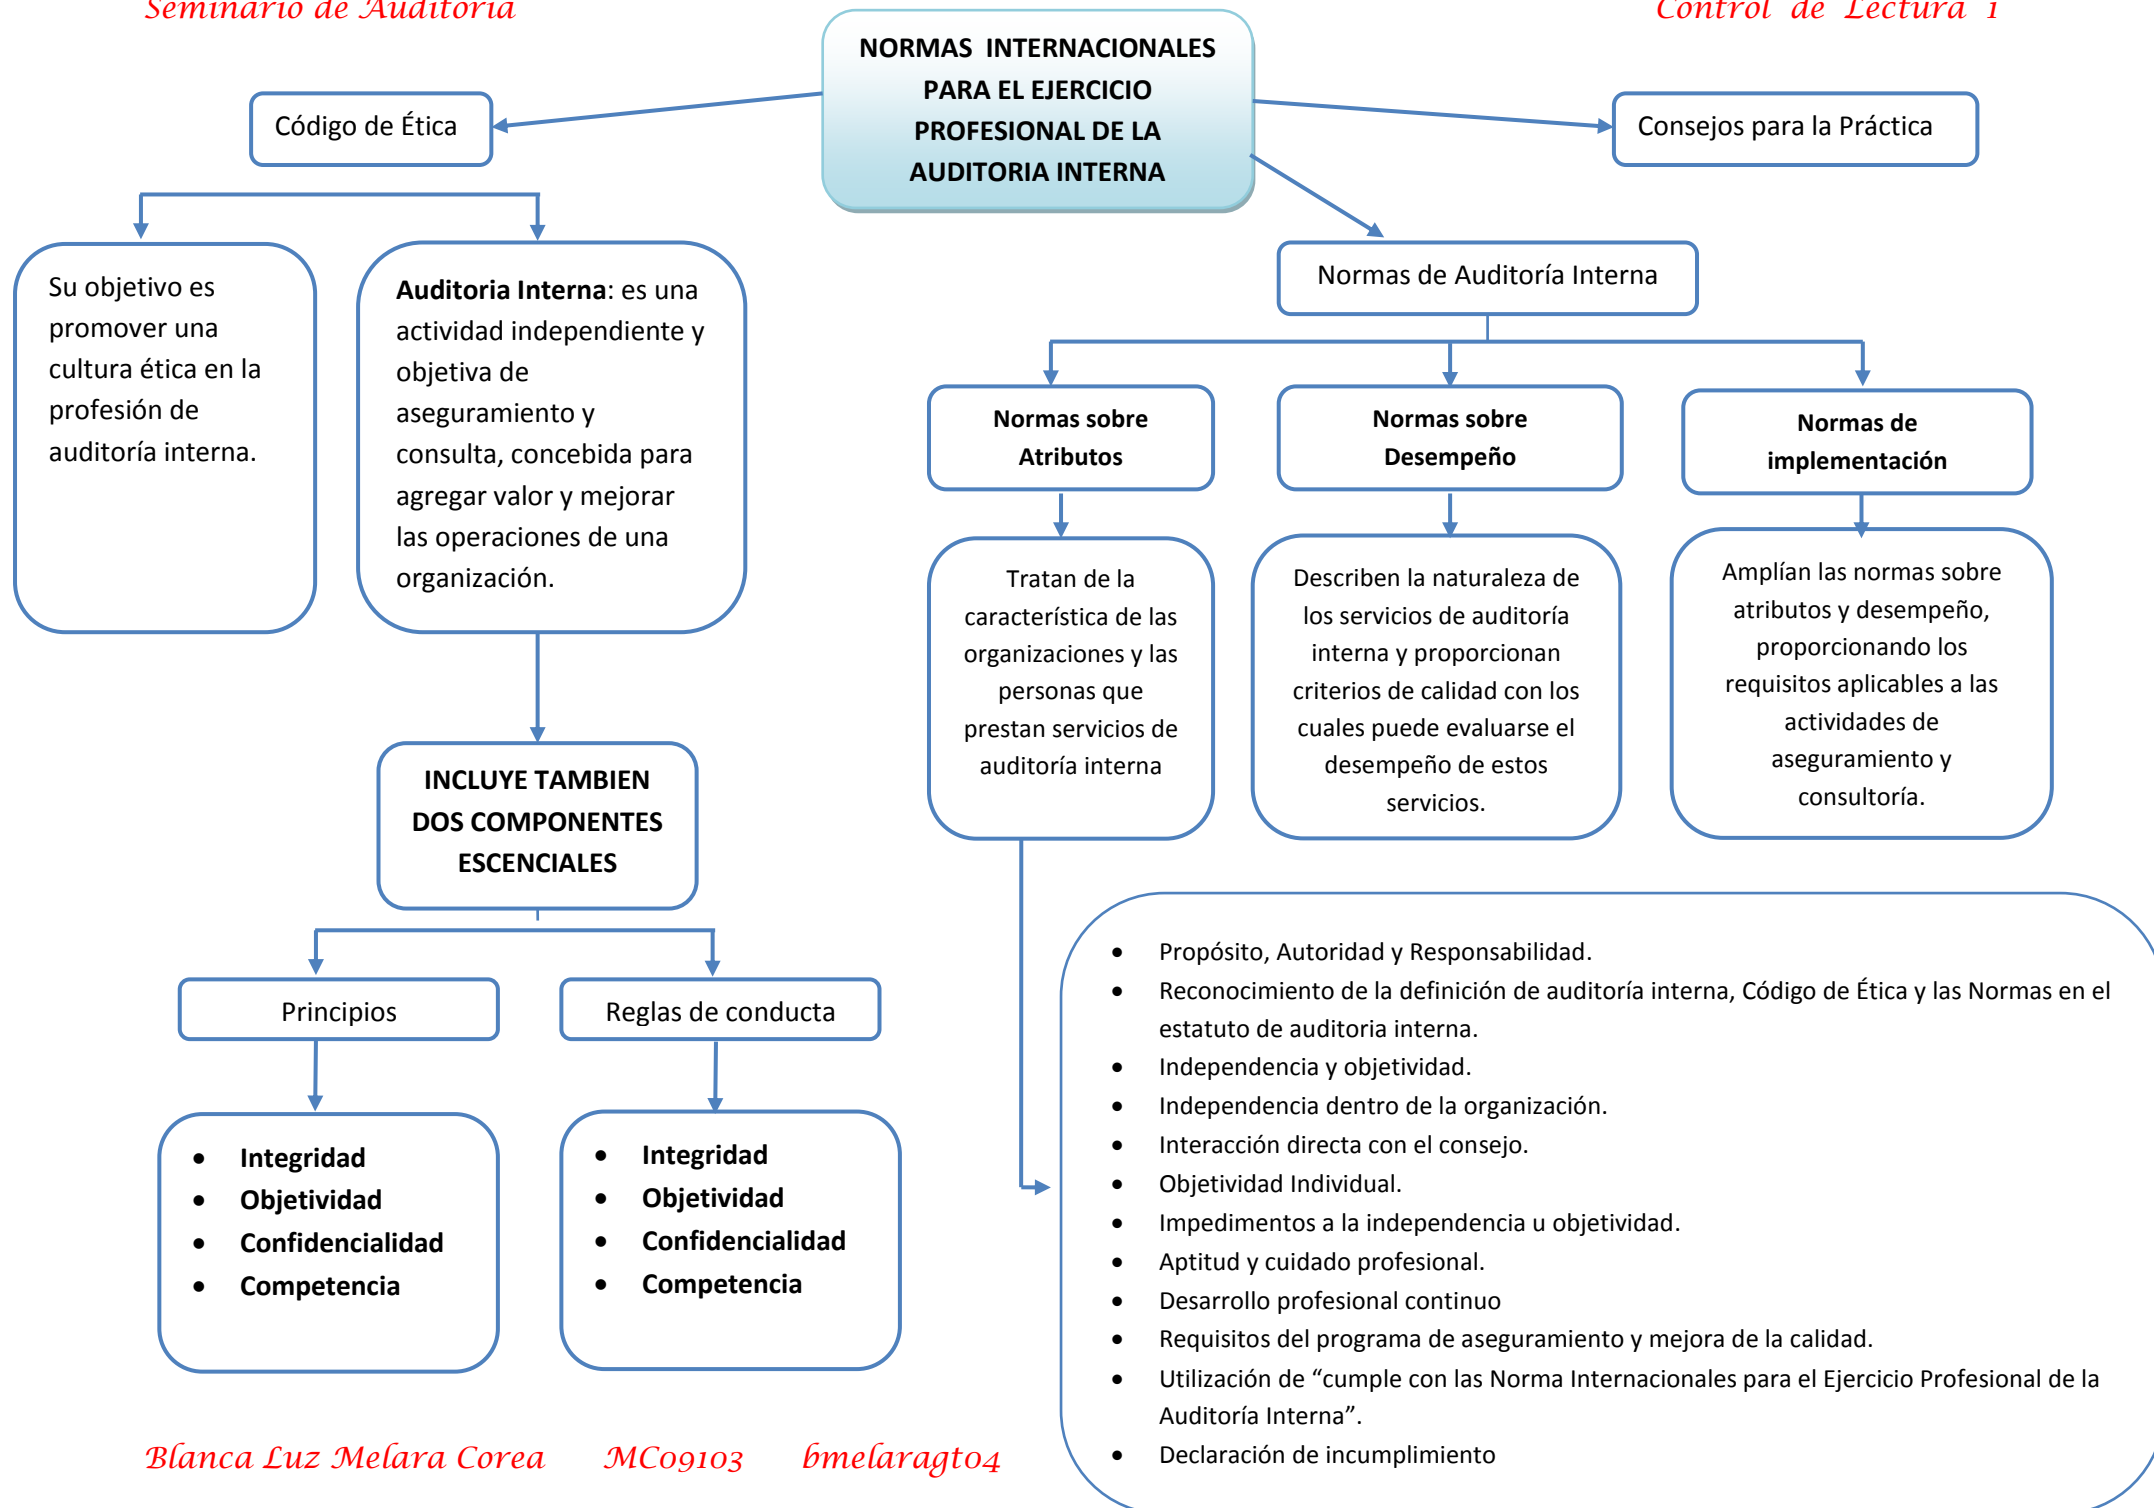 Seminario de Auditoria
Control de Lectura 1
NORMAS INTERNACIONALES
PARA EL EJERCICIO
PROFESIONAL DE LA
AUDITORIA INTERNA
Código de Ética
Consejos para la Práctica
Su objetivo es
promover una
cultura ética en la
profesión de
auditoría interna.
Auditoria Interna: es una
actividad independiente y
objetiva de
aseguramiento y
consulta, concebida para
agregar valor y mejorar
las operaciones de una
organización.
INCLUYE TAMBIEN
DOS COMPONENTES
ESCENCIALES
Principios
Reglas de conducta
• Integridad
• Objetividad
• Confidencialidad
• Competencia
• Integridad
• Objetividad
• Confidencialidad
• Competencia
Normas de Auditoría Interna
Normas sobre
Atributos
Normas sobre
Desempeño
Normas de
implementación
Tratan de la
característica de las
organizaciones y las
personas que
prestan servicios de
auditoría interna
Describen la naturaleza de
los servicios de auditoría
interna y proporcionan
criterios de calidad con los
cuales puede evaluarse el
desempeño de estos
servicios.
Amplían las normas sobre
atributos y desempeño,
proporcionando los
requisitos aplicables a las
actividades de
aseguramiento y
consultoría.
• Propósito, Autoridad y Responsabilidad.
• Reconocimiento de la definición de auditoría interna, Código de Ética y las Normas en el
estatuto de auditoria interna.
• Independencia y objetividad.
• Independencia dentro de la organización.
• Interacción directa con el consejo.
• Objetividad Individual.
• Impedimentos a la independencia u objetividad.
• Aptitud y cuidado profesional.
• Desarrollo profesional continuo
• Requisitos del programa de aseguramiento y mejora de la calidad.
• Utilización de “cumple con las Norma Internacionales para el Ejercicio Profesional de la
Auditoría Interna”.
• Declaración de incumplimiento
Blanca Luz Melara Corea MC09103 bmelaragt04